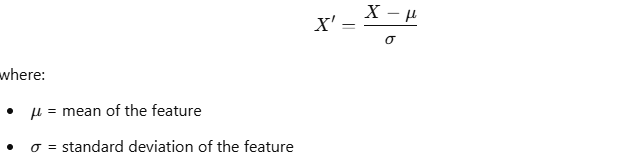 X′ = X − μ / σ
where:
• μ = mean of the feature
• σ = standard deviation of the feature